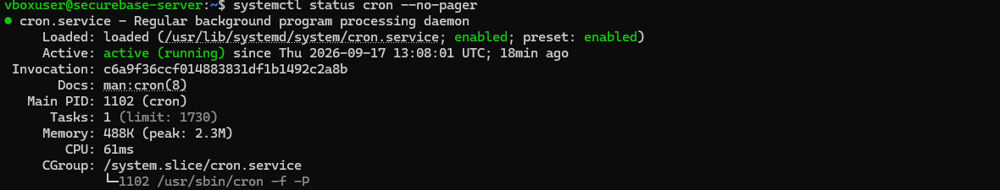 vboxuser@securebase-server:~$ systemctl status cron --no-pager
● cron.service - Regular background program processing daemon
Loaded: loaded (/usr/lib/systemd/system/cron.service; enabled; preset: enabled)
Active: active (running) since Thu 2026-09-17 13:08:01 UTC; 18min ago
Invocation: c6a9f36ccf014883831df1b1492c2a8b
Docs: man:cron(8)
Main PID: 1102 (cron)
Tasks: 1 (limit: 1730)
Memory: 488K (peak: 2.3M)
CPU: 61ms
CGroup: /system.slice/cron.service
└─1102 /usr/sbin/cron -f -P